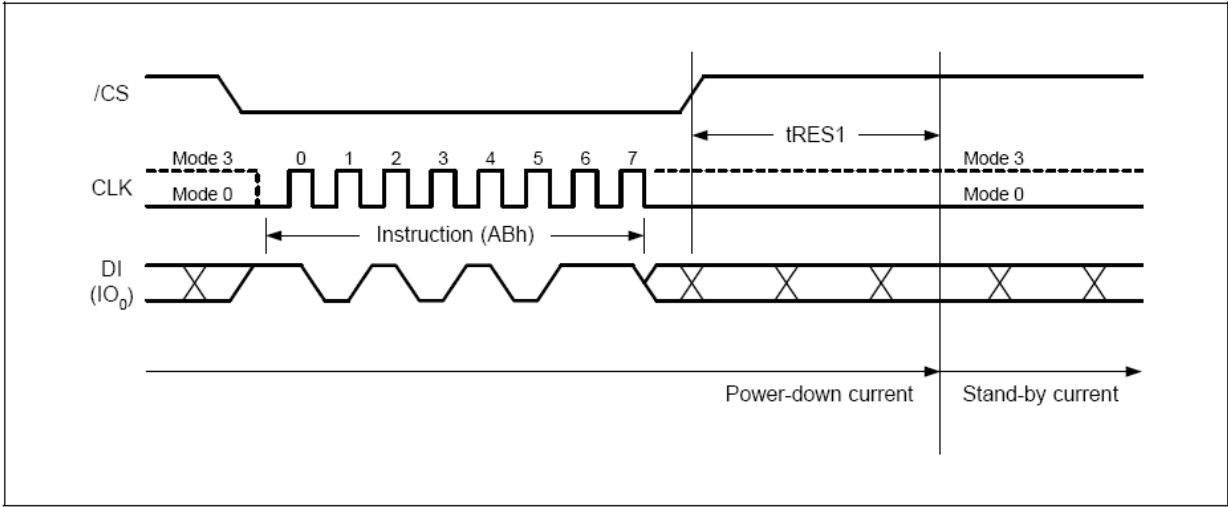 /CS
tRES1
Mode 3 0 1 2 3 4 5 6 7 Mode 3
CLK
Mode 0 Mode 0
Instruction (ABh)
DI
(IO0)
Power-down current Stand-by current